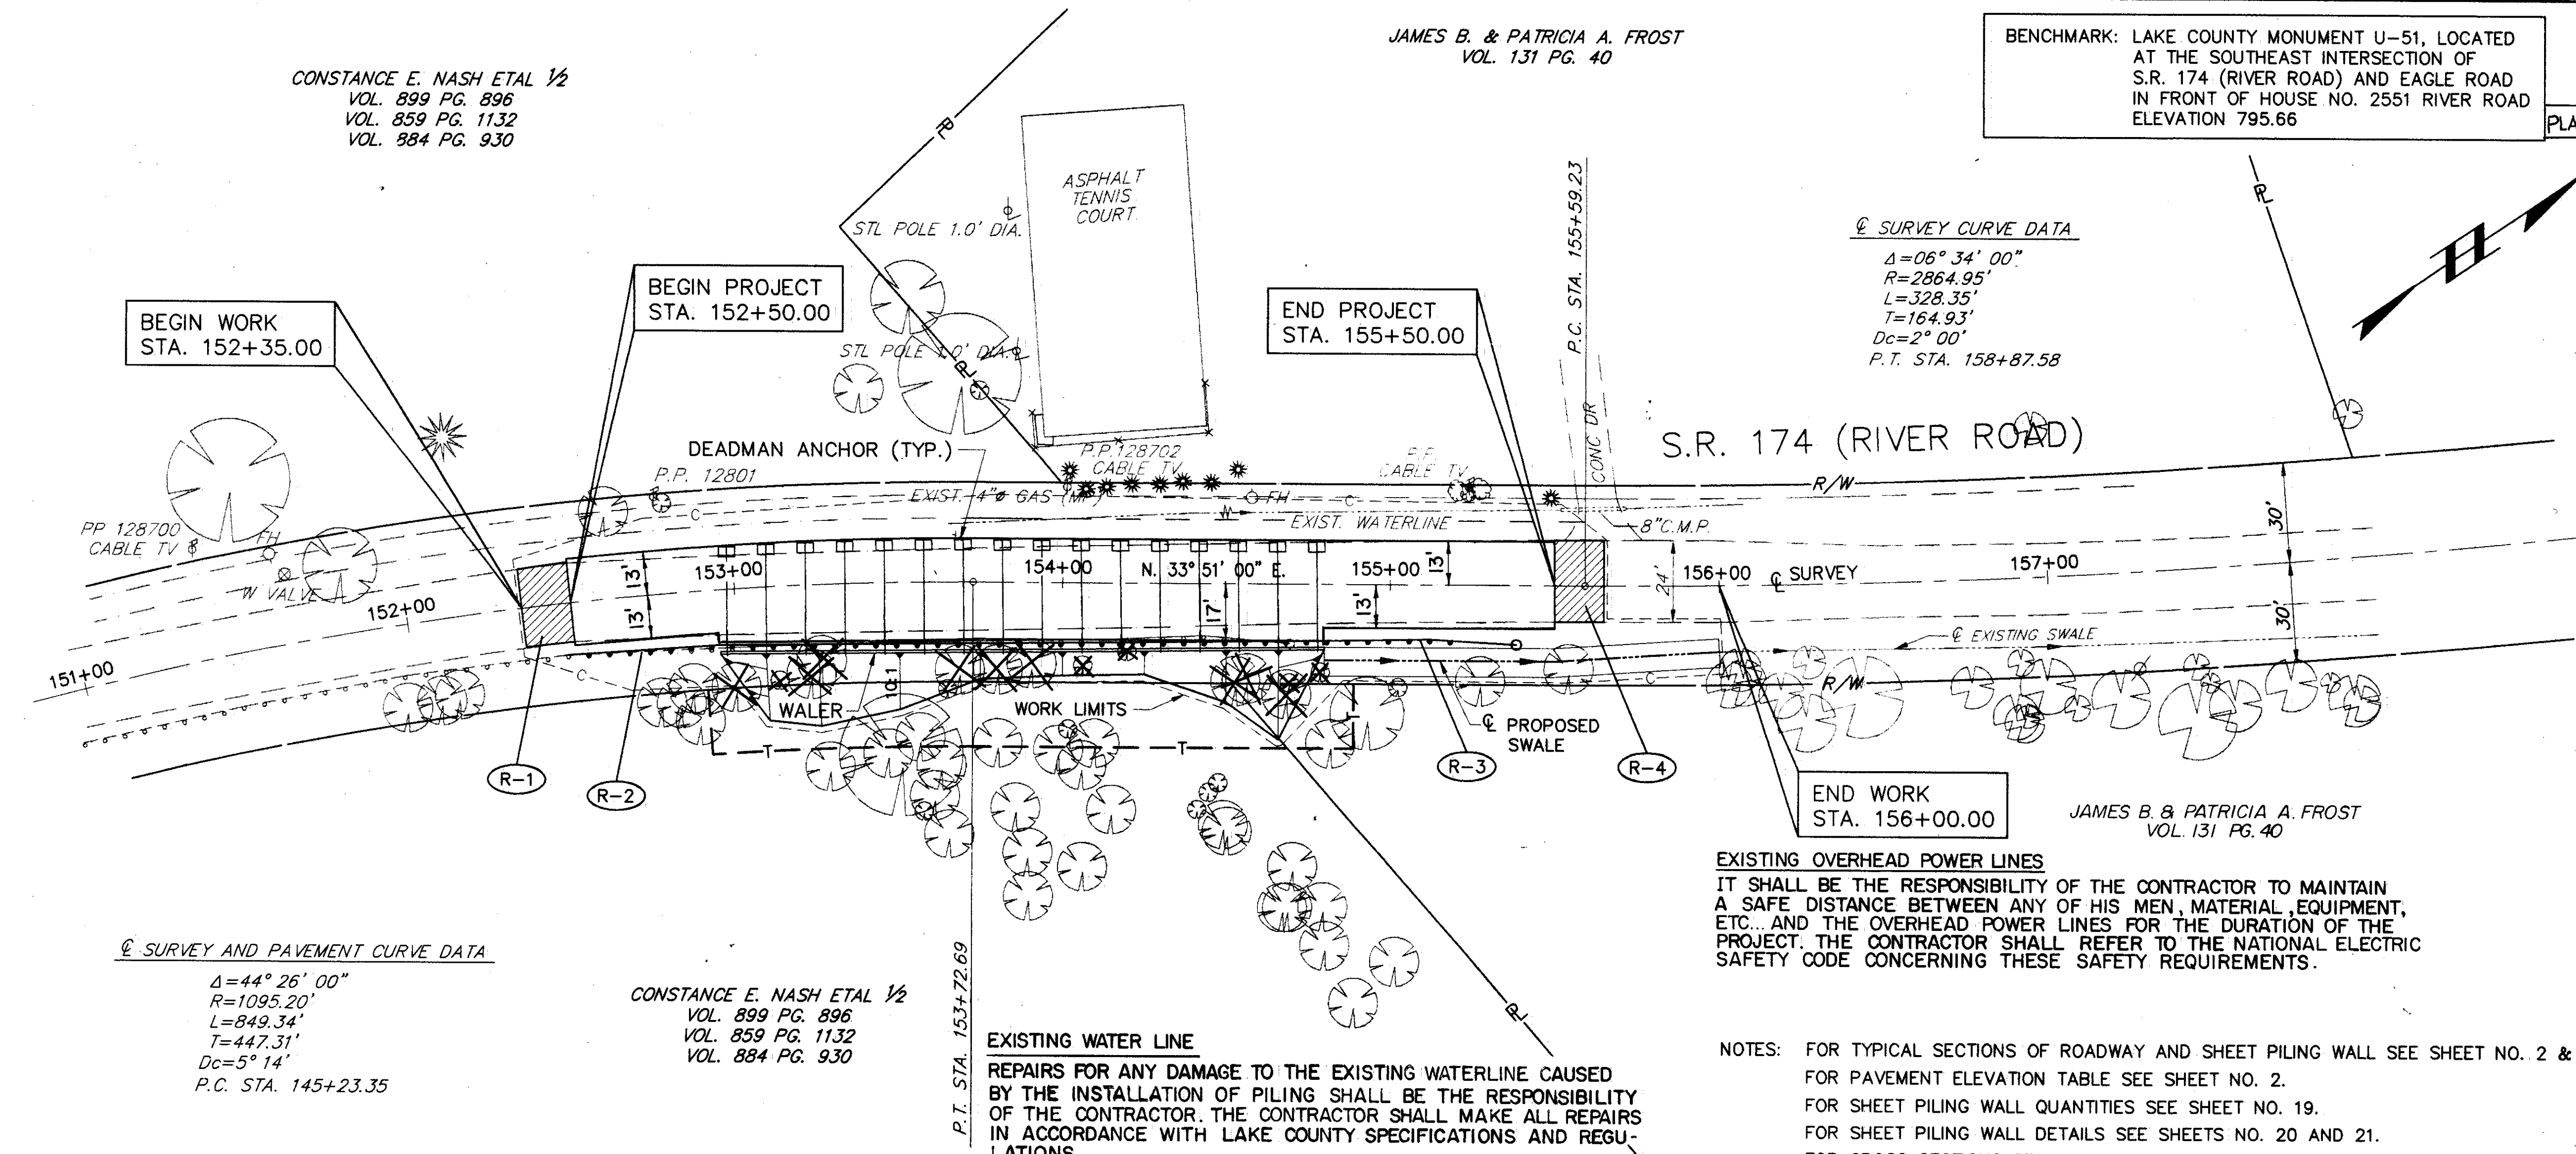 CONSTANCE E. NASH ETAL ½
VOL. 899 PG. 896
VOL. 859 PG. 1132
VOL. 884 PG. 930
JAMES B. & PATRICIA A. FROST
VOL. 131 PG. 40
BENCHMARK: LAKE COUNTY MONUMENT U-51, LOCATED
AT THE SOUTHEAST INTERSECTION OF
S.R. 174 (RIVER ROAD) AND EAGLE ROAD
IN FRONT OF HOUSE NO. 2551 RIVER ROAD
ELEVATION 795.66
PLA
PL
ASPHALT
TENNIS
COURT
STL POLE 1.0' DIA.
STL POLE 1.0' DIA.
PL
P.C. STA. 155+59.23
PL
℄ SURVEY CURVE DATA
Δ=06° 34' 00"
R=2864.95'
L=328.35'
T=164.93'
Dc=2° 00'
P.T. STA. 158+87.58
BEGIN WORK
STA. 152+35.00
BEGIN PROJECT
STA. 152+50.00
END PROJECT
STA. 155+50.00
DEADMAN ANCHOR (TYP.)
P.P. 12801
P.P. 128702
CABLE TV
P.P.
CABLE TV
CONC DR
S.R. 174 (RIVER ROAD)
R/W
PP 128700
CABLE TV
FH
W VALVE
C
EXIST. 4"ø GAS (M.P.)
FH
C
W
EXIST. WATERLINE
8"C.M.P.
30'
30'
151+00
152+00
13'
13'
153+00
154+00
N. 33° 51' 00" E.
17'
155+00
13'
13'
24'
156+00
℄ SURVEY
157+00
℄ EXISTING SWALE
C
C
R/W
WALER
10:1
WORK LIMITS
T
T
T
℄ PROPOSED
SWALE
R-1
R-2
R-3
R-4
END WORK
STA. 156+00.00
JAMES B. & PATRICIA A. FROST
VOL. 131 PG. 40
EXISTING OVERHEAD POWER LINES
IT SHALL BE THE RESPONSIBILITY OF THE CONTRACTOR TO MAINTAIN
A SAFE DISTANCE BETWEEN ANY OF HIS MEN, MATERIAL ,EQUIPMENT,
ETC... AND THE OVERHEAD POWER LINES FOR THE DURATION OF THE
PROJECT. THE CONTRACTOR SHALL REFER TO THE NATIONAL ELECTRIC
SAFETY CODE CONCERNING THESE SAFETY REQUIREMENTS.
℄ SURVEY AND PAVEMENT CURVE DATA
Δ=44° 26' 00"
R=1095.20'
L=849.34'
T=447.31'
Dc=5° 14'
P.C. STA. 145+23.35
CONSTANCE E. NASH ETAL ½
VOL. 899 PG. 896
VOL. 859 PG. 1132
VOL. 884 PG. 930
P.T. STA. 153+72.69
PL
EXISTING WATER LINE
REPAIRS FOR ANY DAMAGE TO THE EXISTING WATERLINE CAUSED
BY THE INSTALLATION OF PILING SHALL BE THE RESPONSIBILITY
OF THE CONTRACTOR. THE CONTRACTOR SHALL MAKE ALL REPAIRS
IN ACCORDANCE WITH LAKE COUNTY SPECIFICATIONS AND REGU-
LATIONS
NOTES: FOR TYPICAL SECTIONS OF ROADWAY AND SHEET PILING WALL SEE SHEET NO. 2 &
FOR PAVEMENT ELEVATION TABLE SEE SHEET NO. 2.
FOR SHEET PILING WALL QUANTITIES SEE SHEET NO. 19.
FOR SHEET PILING WALL DETAILS SEE SHEETS NO. 20 AND 21.